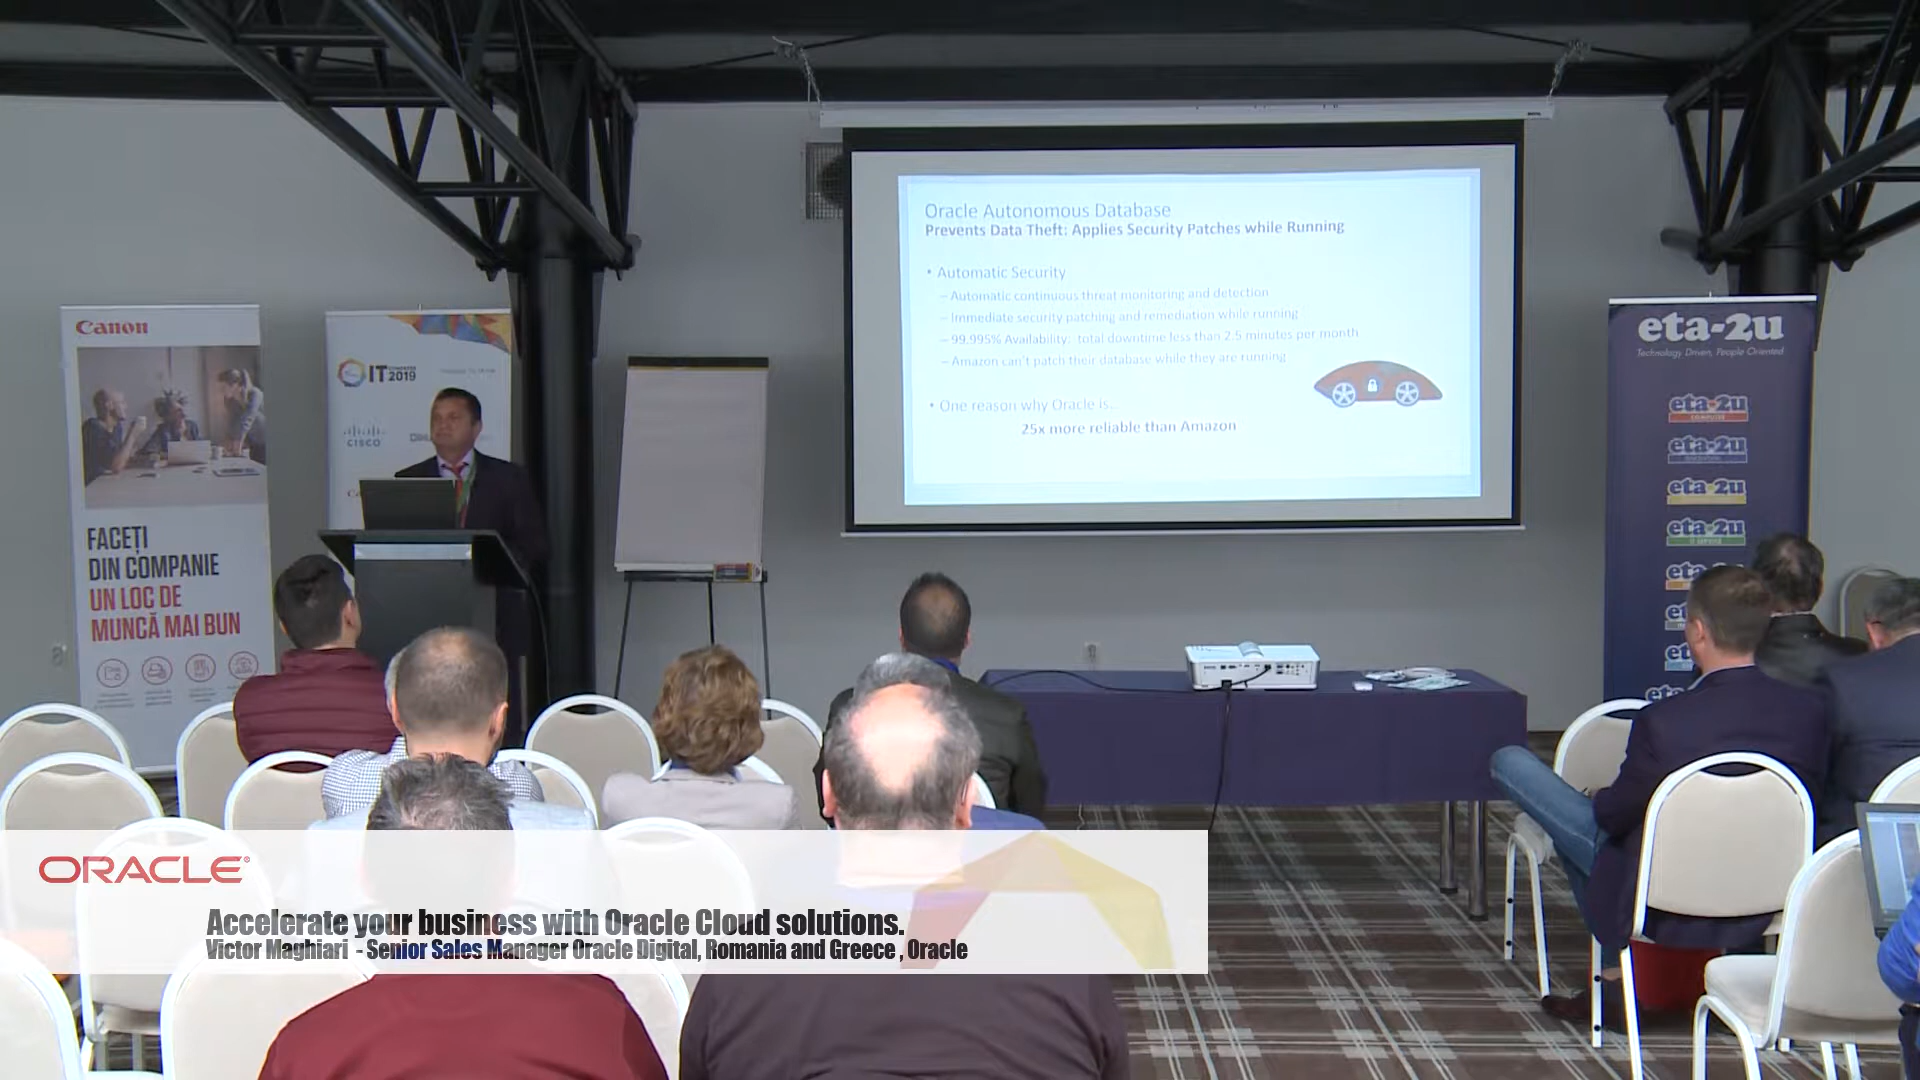 Oracle Autonomous Database
Prevents Data Theft: Applies Security Patches while Running
• Automatic Security
– Automatic continuous threat monitoring and detection
– Immediate security patching and remediation while running
– 99.995% Availability: total downtime less than 2.5 minutes per month
– Amazon can't patch their database while they are running
• One reason why Oracle is...
25x more reliable than Amazon
Canon
FACEȚI
DIN COMPANIE
UN LOC DE
MUNCĂ MAI BUN
IT
2019
CISCO
eta-2u
Technology Driven, People Oriented
eta-2u
COMPUTER
eta-2u
eta-2u
eta-2u
IT SERVICE
ORACLE
Accelerate your business with Oracle Cloud solutions.
Victor Maghiari - Senior Sales Manager Oracle Digital, Romania and Greece , Oracle